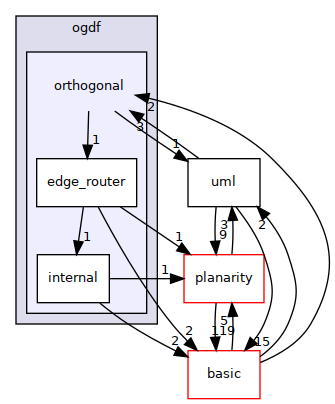 ogdf
orthogonal
2
3
1
1
edge_router
uml
3
2
1
1
9
internal
1
planarity
5
2
119
15
2
basic